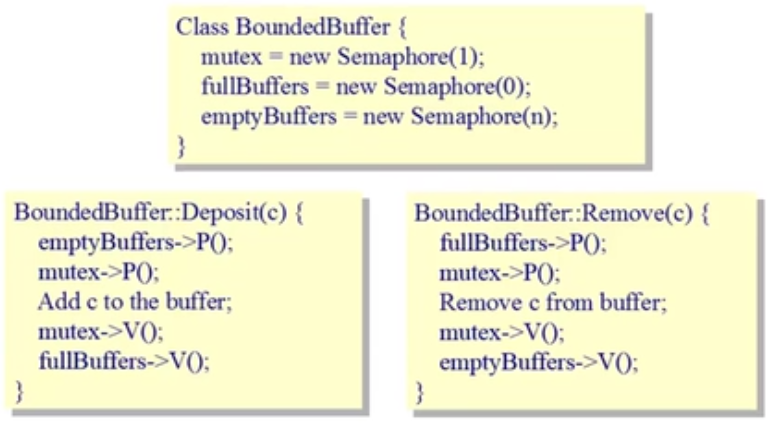 Class BoundedBuffer {
mutex = new Semaphore(1);
fullBuffers = new Semaphore(0);
emptyBuffers = new Semaphore(n);
}
BoundedBuffer::Deposit(c) {
emptyBuffers->P();
mutex->P();
Add c to the buffer;
mutex->V();
fullBuffers->V();
}
BoundedBuffer::Remove(c) {
fullBuffers->P();
mutex->P();
Remove c from buffer;
mutex->V();
emptyBuffers->V();
}